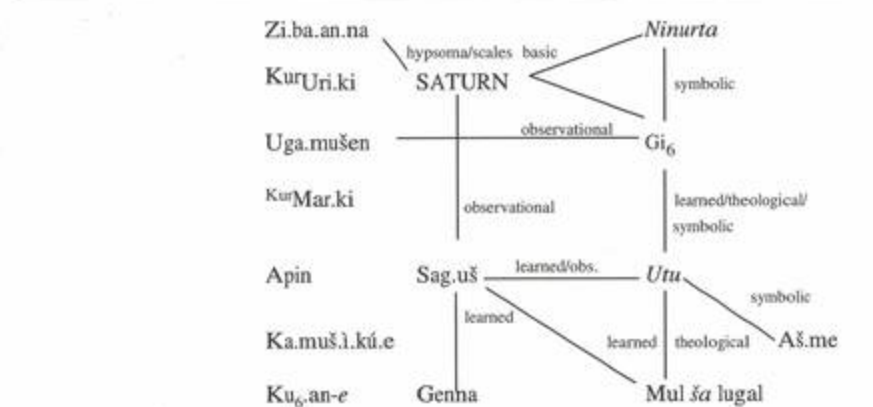 Zi.ba.an.na Ninurta
hypsoma/scales basic
KurUri.ki SATURN symbolic
observational
Uga.mušen Gi6
KurMar.ki learned/theological/
observational symbolic
learned/obs.
Apin Sag.uš Utu
symbolic
learned
Ka.muš.ì.kú.e learned theological Aš.me
Ku6.an-e Genna Mul ša lugal